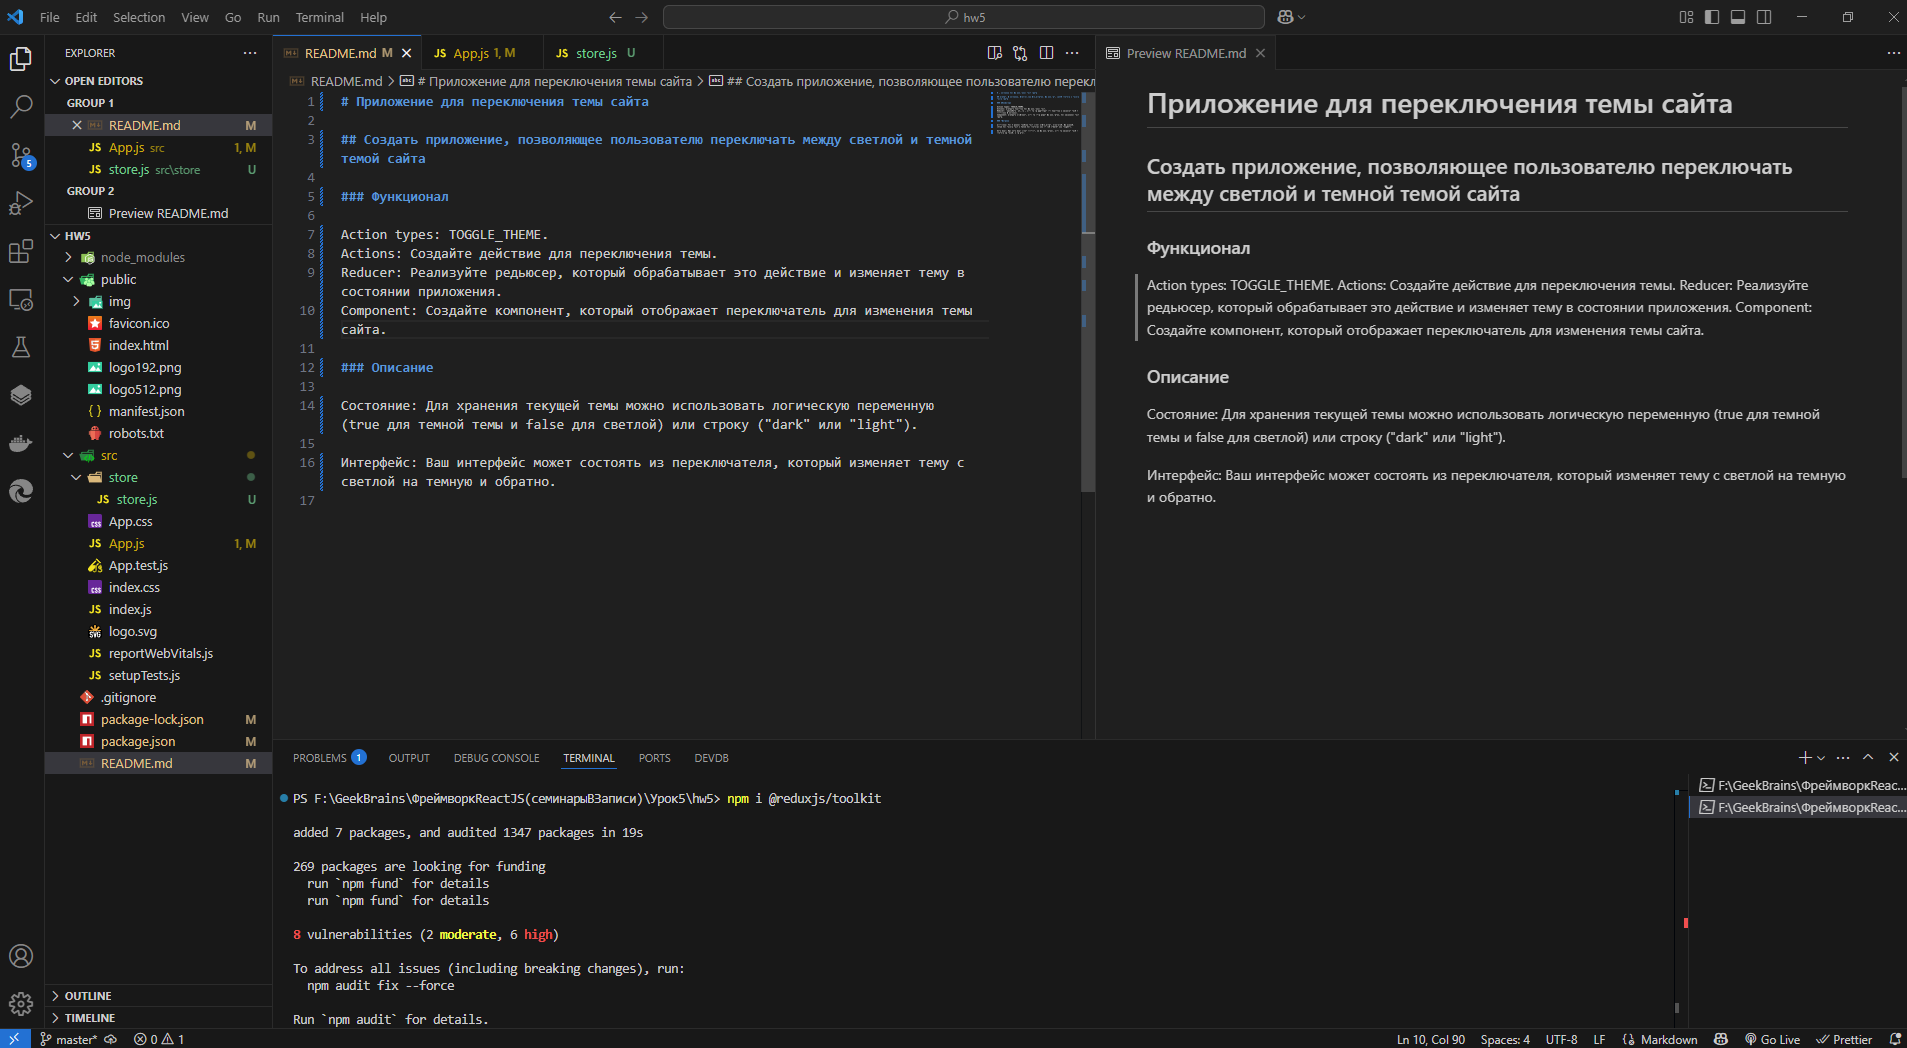 File Edit Selection View Go Run Terminal Help
hw5
EXPLORER
OPEN EDITORS
GROUP 1
README.md M
App.js src 1, M
store.js src\store U
GROUP 2
Preview README.md
HW5
node_modules
public
img
favicon.ico
index.html
logo192.png
logo512.png
manifest.json
robots.txt
src
store
store.js U
App.css
App.js 1, M
App.test.js
index.css
index.js
logo.svg
reportWebVitals.js
setupTests.js
.gitignore
package-lock.json M
package.json M
README.md M
OUTLINE
TIMELINE
README.md M
App.js 1, M
store.js U
README.md > # Приложение для переключения темы сайта > ## Создать приложение, позволяющее пользователю перекл
1 # Приложение для переключения темы сайта
2
3 ## Создать приложение, позволяющее пользователю переключать между светлой и темной
темой сайта
4
5 ### Функционал
6
7 Action types: TOGGLE_THEME.
8 Actions: Создайте действие для переключения темы.
9 Reducer: Реализуйте редьюсер, который обрабатывает это действие и изменяет тему в
состоянии приложения.
10 Component: Создайте компонент, который отображает переключатель для изменения темы
сайта.
11
12 ### Описание
13
14 Состояние: Для хранения текущей темы можно использовать логическую переменную
(true для темной темы и false для светлой) или строку ("dark" или "light").
15
16 Интерфейс: Ваш интерфейс может состоять из переключателя, который изменяет тему с
светлой на темную и обратно.
17
Preview README.md
Приложение для переключения темы сайта
Создать приложение, позволяющее пользователю переключать
между светлой и темной темой сайта
Функционал
Action types: TOGGLE_THEME. Actions: Создайте действие для переключения темы. Reducer: Реализуйте
редьюсер, который обрабатывает это действие и изменяет тему в состоянии приложения. Component:
Создайте компонент, который отображает переключатель для изменения темы сайта.
Описание
Состояние: Для хранения текущей темы можно использовать логическую переменную (true для темной
темы и false для светлой) или строку ("dark" или "light").
Интерфейс: Ваш интерфейс может состоять из переключателя, который изменяет тему с светлой на темную
и обратно.
PROBLEMS 1 OUTPUT DEBUG CONSOLE TERMINAL PORTS DEVDB
PS F:\GeekBrains\ФреймворкReactJS(семинарыВЗаписи)\Урок5\hw5> npm i @reduxjs/toolkit
added 7 packages, and audited 1347 packages in 19s
269 packages are looking for funding
run `npm fund` for details
run `npm fund` for details
8 vulnerabilities (2 moderate, 6 high)
To address all issues (including breaking changes), run:
npm audit fix --force
Run `npm audit` for details.
F:\GeekBrains\ФреймворкReac...
F:\GeekBrains\ФреймворкReac...
5
master* 0 1 Ln 10, Col 90 Spaces: 4 UTF-8 LF Markdown Go Live Prettier